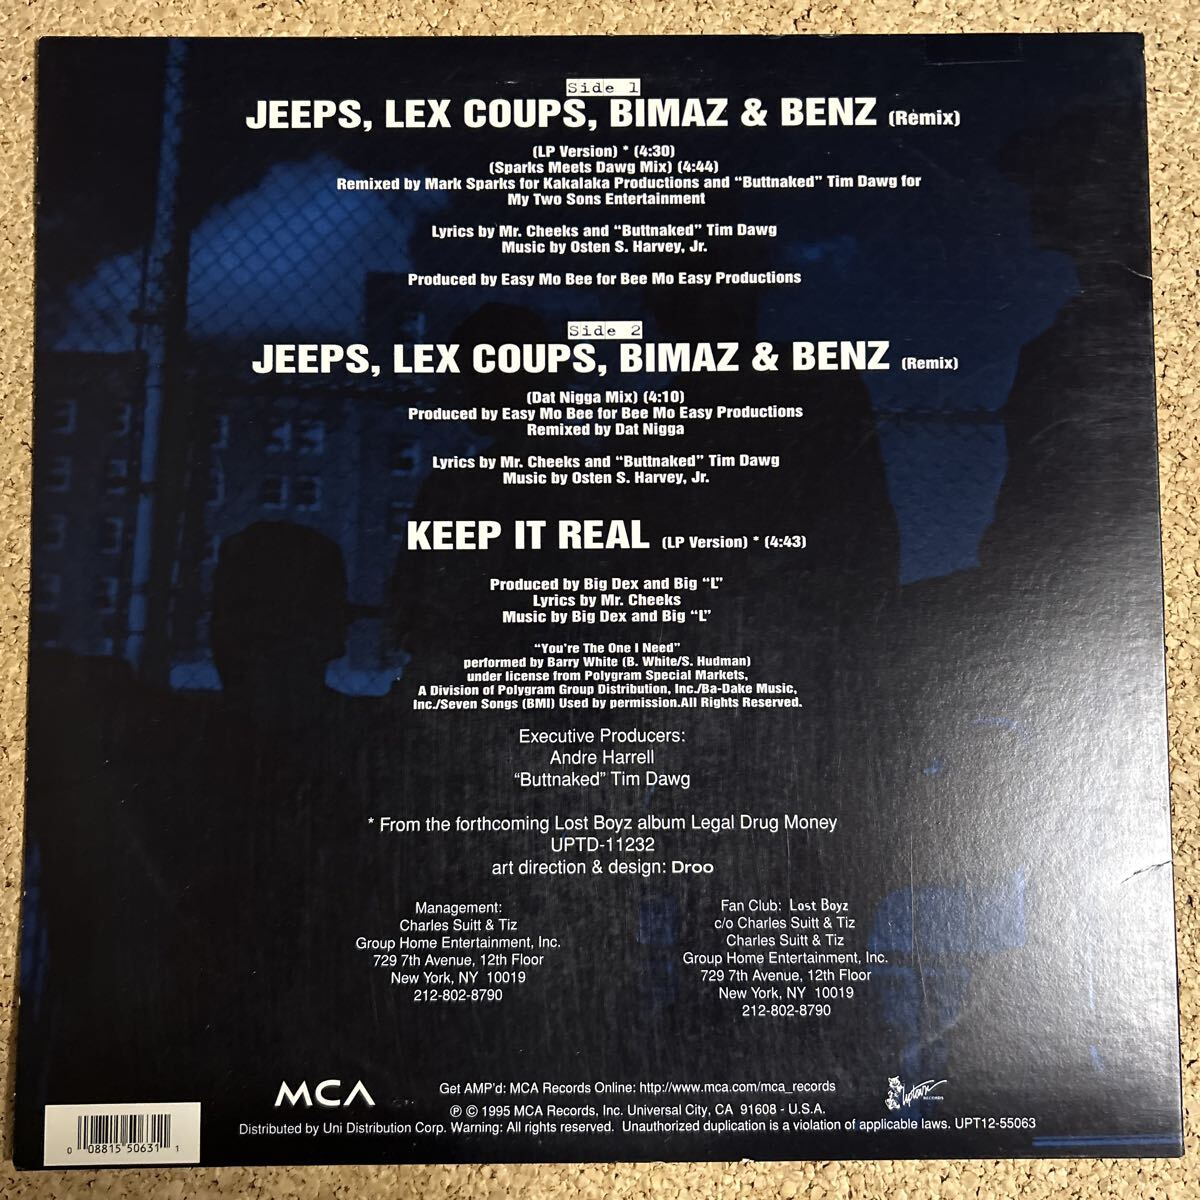 Side 1
JEEPS, LEX COUPS, BIMAZ & BENZ (Remix)
(LP Version) * (4:30)
(Sparks Meets Dawg Mix) (4:44)
Remixed by Mark Sparks for Kakalaka Productions and “Buttnaked” Tim Dawg for
My Two Sons Entertainment
Lyrics by Mr. Cheeks and “Buttnaked” Tim Dawg
Music by Osten S. Harvey, Jr.
Produced by Easy Mo Bee for Bee Mo Easy Productions
Side 2
JEEPS, LEX COUPS, BIMAZ & BENZ (Remix)
(Dat Nigga Mix) (4:10)
Produced by Easy Mo Bee for Bee Mo Easy Productions
Remixed by Dat Nigga
Lyrics by Mr. Cheeks and “Buttnaked” Tim Dawg
Music by Osten S. Harvey, Jr.
KEEP IT REAL (LP Version) * (4:43)
Produced by Big Dex and Big “L”
Lyrics by Mr. Cheeks
Music by Big Dex and Big “L”
“You’re The One I Need”
performed by Barry White (B. White/S. Hudman)
under license from Polygram Special Markets,
A Division of Polygram Group Distribution, Inc./Ba-Dake Music,
Inc./Seven Songs (BMI) Used by permission.All Rights Reserved.
Executive Producers:
Andre Harrell
“Buttnaked” Tim Dawg
* From the forthcoming Lost Boyz album Legal Drug Money
UPTD-11232
art direction & design: Droo
Management:
Charles Suitt & Tiz
Group Home Entertainment, Inc.
729 7th Avenue, 12th Floor
New York, NY 10019
212-802-8790
Fan Club: Lost Boyz
c/o Charles Suitt & Tiz
Charles Suitt & Tiz
Group Home Entertainment, Inc.
729 7th Avenue, 12th Floor
New York, NY 10019
212-802-8790
MCA
Get AMP’d: MCA Records Online: http://www.mca.com/mca_records
Uptown RECORDS
℗ © 1995 MCA Records, Inc. Universal City, CA 91608 - U.S.A.
Distributed by Uni Distribution Corp. Warning: All rights reserved. Unauthorized duplication is a violation of applicable laws. UPT12-55063
0 08815 50631 1